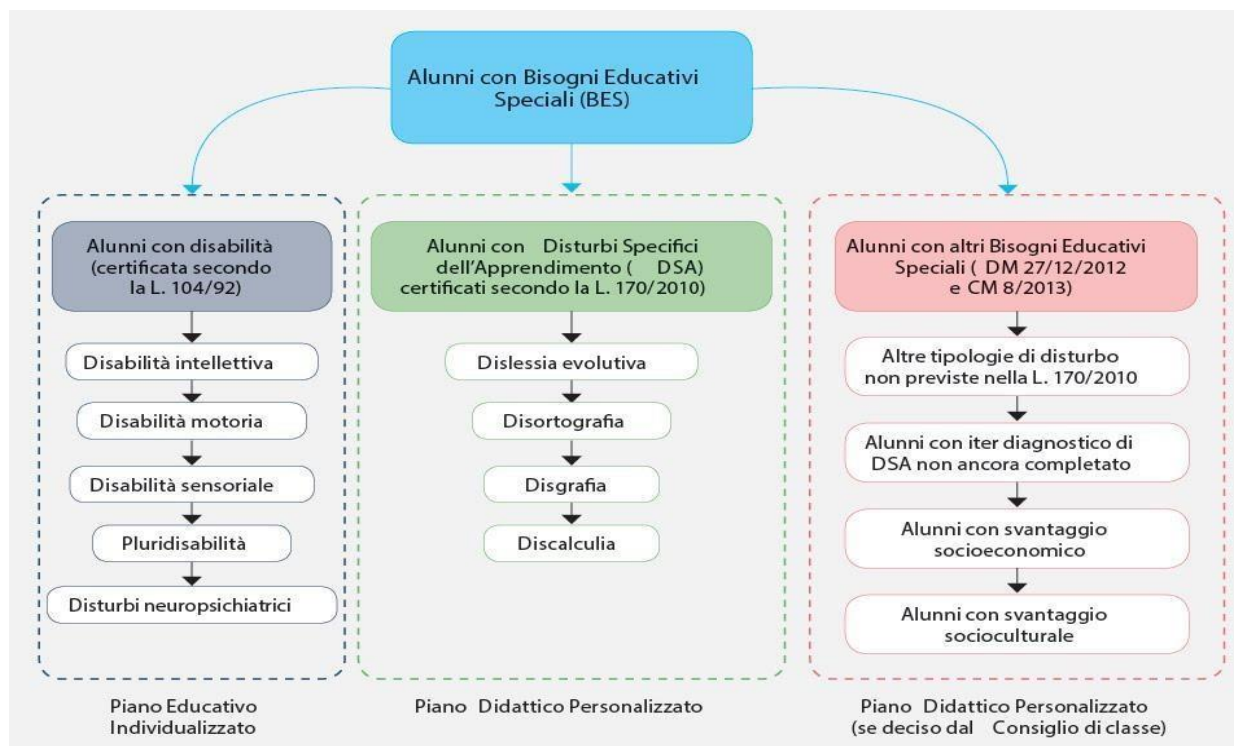 Alunni con Bisogni Educativi
Speciali (BES)
Alunni con disabilità
(certificata secondo
la L. 104/92)
Disabilità intellettiva
Disabilità motoria
Disabilità sensoriale
Pluridisabilità
Disturbi neuropsichiatrici
Piano Educativo
Individualizzato
Alunni con Disturbi Specifici
dell'Apprendimento ( DSA)
certificati secondo la L. 170/2010)
Dislessia evolutiva
Disortografia
Disgrafia
Discalculia
Piano Didattico Personalizzato
Alunni con altri Bisogni Educativi
Speciali ( DM 27/12/2012
e CM 8/2013)
Altre tipologie di disturbo
non previste nella L. 170/2010
Alunni con iter diagnostico di
DSA non ancora completato
Alunni con svantaggio
socioeconomico
Alunni con svantaggio
socioculturale
Piano Didattico Personalizzato
(se deciso dal Consiglio di classe)